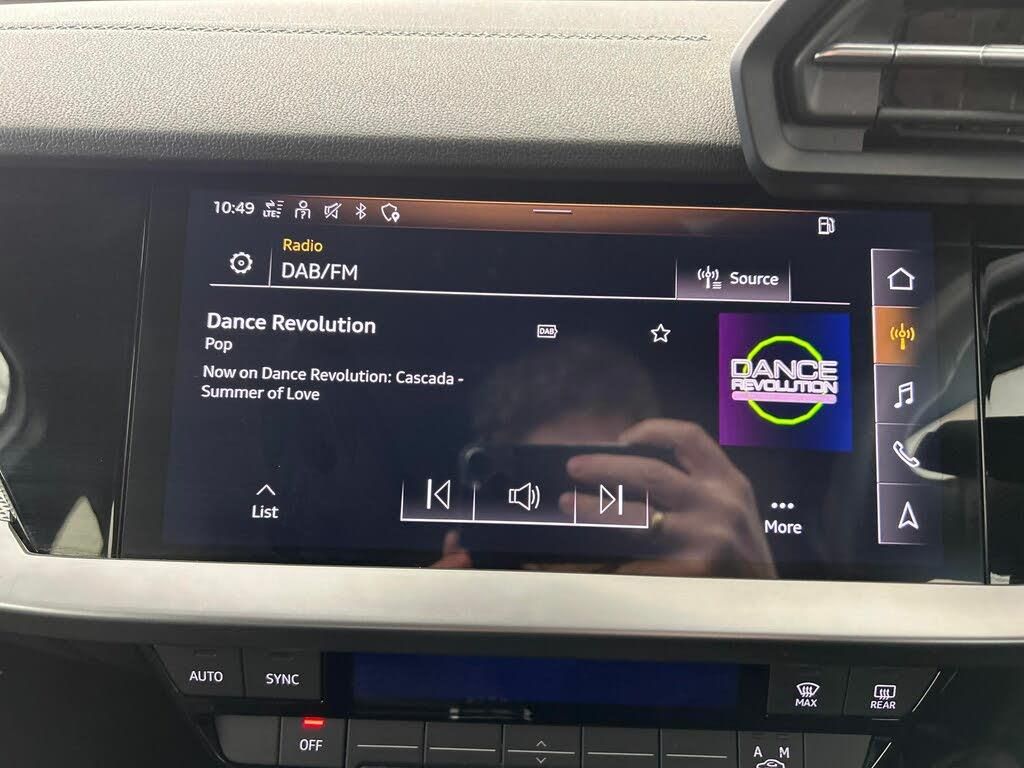 10:49 LTE
Radio
DAB/FM
Source
Dance Revolution
DAB
Pop
Now on Dance Revolution: Cascada -
Summer of Love
DANCE
REVOLUTION
List
More
AUTO
SYNC
MAX
REAR
OFF
A M